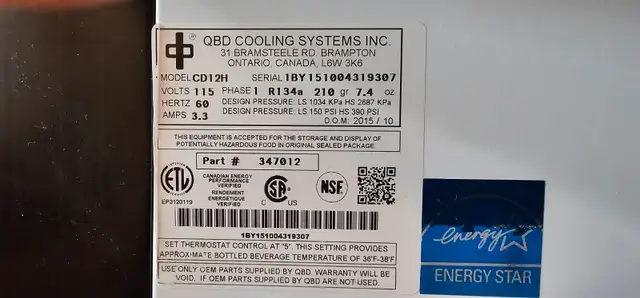 QBD COOLING SYSTEMS INC.
31 BRAMSTEELE RD. BRAMPTON
ONTARIO, CANADA, L6W 3K6
MODEL CD12H SERIAL 1BY151004319307
VOLTS 115 PHASE 1 R134a 210 gr. 7.4 oz
HERTZ 60 DESIGN PRESSURE: LS 1034 KPa HS 2687 KPa
AMPS 3.3 DESIGN PRESSURE: LS 150 PSI HS 390 PSI
D.O.M: 2015 / 10
THIS EQUIPMENT IS ACCEPTED FOR THE STORAGE AND DISPLAY OF
POTENTIALLY HAZARDOUS FOOD IN ORIGINAL SEALED PACKAGE.
Part # 347012
ETL
EP3120119
CANADIAN ENERGY
PERFORMANCE
VERIFIED
RENDEMENT
ENERGETIQUE
VERIFIED
SA
C US
NSF
1BY151004319307
SET THERMOSTAT CONTROL AT "5". THIS SETTING PROVIDES
APPROXIMATE BOTTLED BEVERAGE TEMPERATURE OF 36°F-38°F
USE ONLY OEM PARTS SUPPLIED BY QBD. WARRANTY WILL BE
VOID IF OEM PARTS SUPPLIED BY QBD ARE NOT USED.
energy
ENERGY STAR